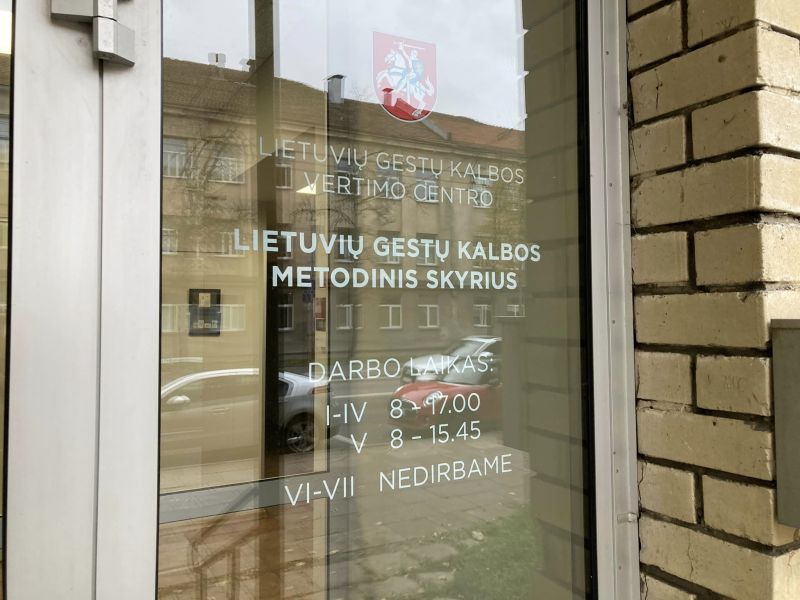 LIETUVIŲ GESTŲ KALBOS
VERTIMO CENTRO
LIETUVIŲ GESTŲ KALBOS
METODINIS SKYRIUS
DARBO LAIKAS:
I-IV 8 – 17.00
V 8 – 15.45
VI-VII NEDIRBAME